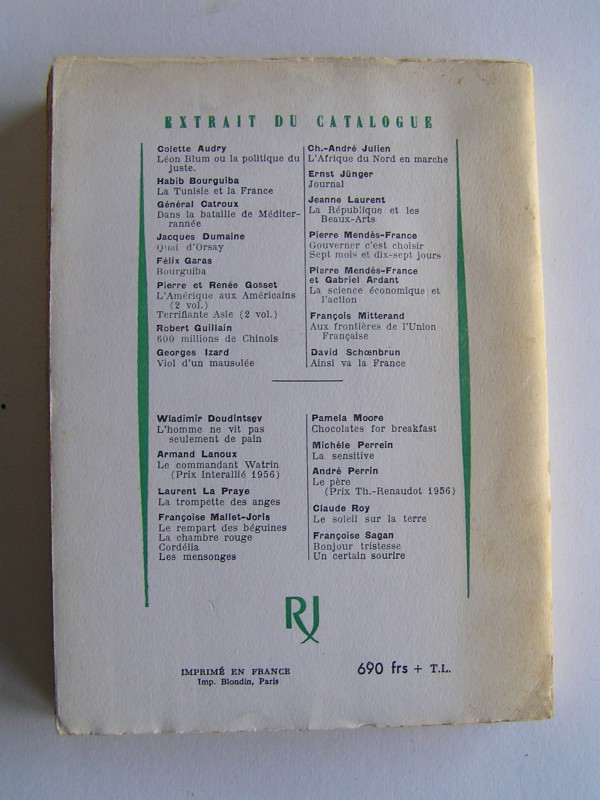 EXTRAIT DU CATALOGUE
Colette Audry
Léon Blum ou la politique du
juste.
Habib Bourguiba
La Tunisie et la France
Général Catroux
Dans la bataille de Méditer-
rannée
Jacques Dumaine
Quai d'Orsay
Félix Garas
Bourguiba
Pierre et Renée Gosset
L'Amérique aux Américains
(2 vol.)
Terrifiante Asie (2 vol.)
Robert Guillain
600 millions de Chinois
Georges Izard
Viol d'un mausolée
Ch.-André Julien
L'Afrique du Nord en marche
Ernst Jünger
Journal
Jeanne Laurent
La République et les
Beaux-Arts
Pierre Mendès-France
Gouverner c'est choisir
Sept mois et dix-sept jours
Pierre Mendès-France
et Gabriel Ardant
La science économique et
l'action
François Mitterand
Aux frontières de l'Union
Française
David Schœnbrun
Ainsi va la France
Wladimir Doudintsev
L'homme ne vit pas
seulement de pain
Armand Lanoux
Le commandant Watrin
(Prix Interallié 1956)
Laurent La Praye
La trompette des anges
Françoise Mallet-Joris
Le rempart des béguines
La chambre rouge
Cordélia
Les mensonges
Pamela Moore
Chocolates for breakfast
Michèle Perrein
La sensitive
André Perrin
Le père
(Prix Th.-Renaudot 1956)
Claude Roy
Le soleil sur la terre
Françoise Sagan
Bonjour tristesse
Un certain sourire
RJ
IMPRIMÉ EN FRANCE
Imp. Blondin, Paris
690 frs + T.L.